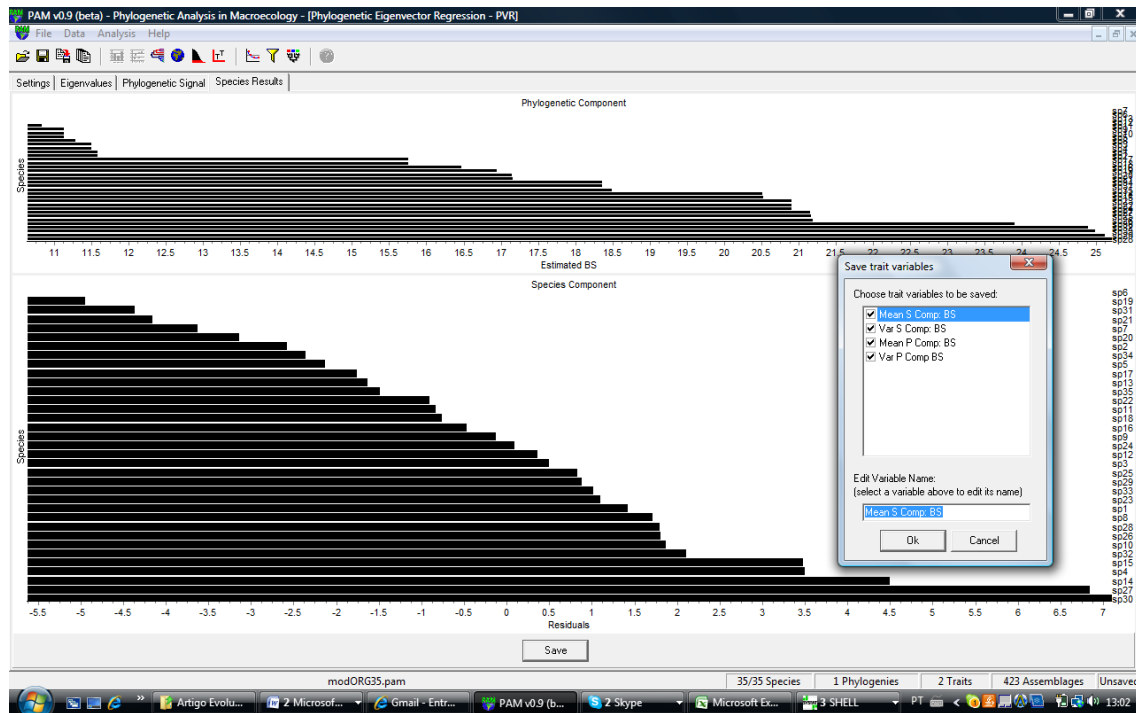 PAM v0.9 (beta) - Phylogenetic Analysis in Macroecology - [Phylogenetic Eigenvector Regression - PVR]
File Data Analysis Help
Settings Eigenvalues Phylogenetic Signal Species Results
Phylogenetic Component
Species
sp7
sp28
11 11.5 12 12.5 13 13.5 14 14.5 15 15.5 16 16.5 17 17.5 18 18.5 19 19.5 20 20.5 21 21.5 22 22.5 23 23.5 24 24.5 25
Estimated BS
Species Component
Species
sp6
sp19
sp31
sp21
sp7
sp20
sp2
sp34
sp5
sp17
sp13
sp35
sp22
sp11
sp18
sp16
sp9
sp24
sp12
sp3
sp25
sp29
sp33
sp23
sp1
sp8
sp28
sp26
sp10
sp32
sp15
sp4
sp14
sp27
sp30
-5.5 -5 -4.5 -4 -3.5 -3 -2.5 -2 -1.5 -1 -0.5 0 0.5 1 1.5 2 2.5 3 3.5 4 4.5 5 5.5 6 6.5 7
Residuals
Save trait variables
Choose trait variables to be saved:
Mean S Comp: BS
Var S Comp: BS
Mean P Comp: BS
Var P Comp BS
Edit Variable Name:
(select a variable above to edit its name)
Mean S Comp: BS
Ok Cancel
Save
modORG35.pam 35/35 Species 1 Phylogenies 2 Traits 423 Assemblages Unsaved
Artigo Evolu... 2 Microsof... Gmail - Entr... PAM v0.9 (b... 2 Skype Microsoft Ex... 3 SHELL PT 13:02